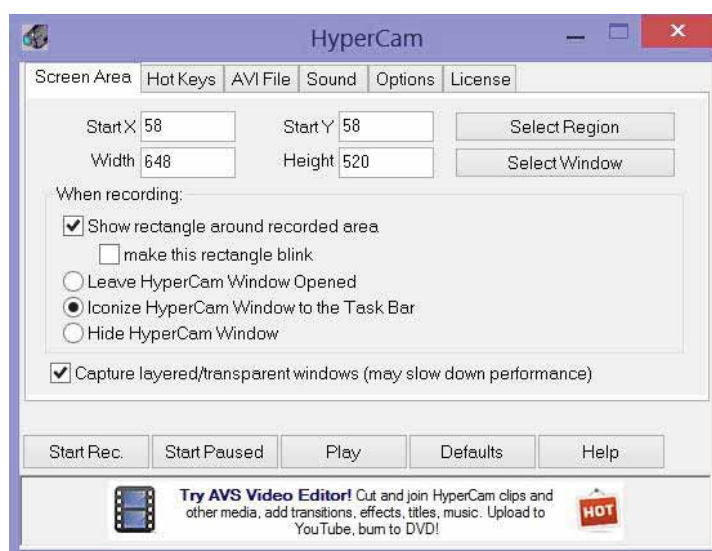 HyperCam
Screen Area Hot Keys AVI File Sound Options License
Start X 58 Start Y 58 Select Region
Width 648 Height 520 Select Window
When recording:
Show rectangle around recorded area
make this rectangle blink
Leave HyperCam Window Opened
Iconize HyperCam Window to the Task Bar
Hide HyperCam Window
Capture layered/transparent windows (may slow down performance)
Start Rec. Start Paused Play Defaults Help
Try AVS Video Editor! Cut and join HyperCam clips and
other media, add transitions, effects, titles, music. Upload to
YouTube, burn to DVD!
HOT